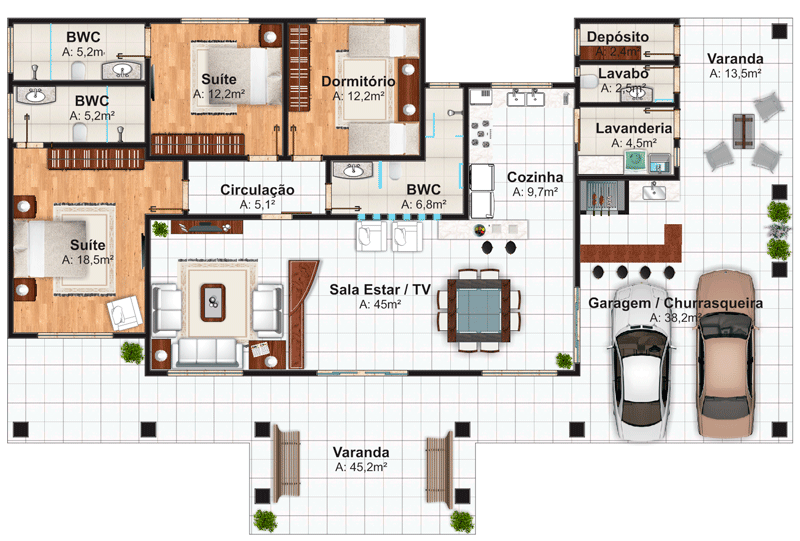 BWC
A: 5,2m
Suíte
A: 12,2m²
Dormitório
A: 12,2m²
Depósito
A: 2,4m²
Varanda
A: 13,5m²
Lavabo
A: 2,5m²
BWC
A: 5,2m²
Lavanderia
A: 4,5m²
Cozinha
A: 9,7m²
Circulação
A: 5,1²
BWC
A: 6,8m²
Suíte
A: 18,5m²
Sala Estar / TV
A: 45m²
Garagem / Churrasqueira
A: 38,2m²
Varanda
A: 45,2m²